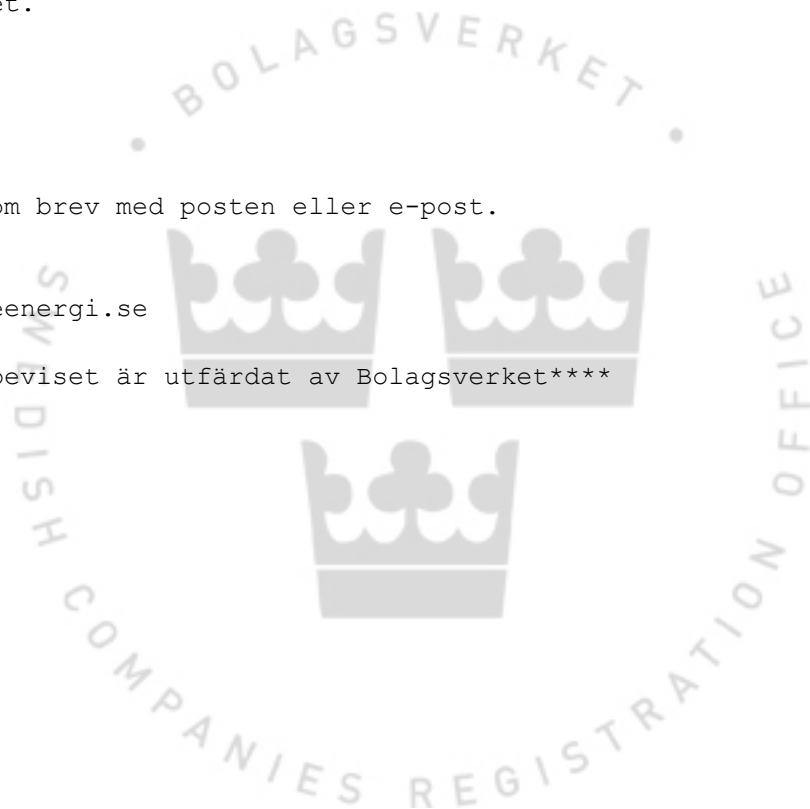 et.
BOLAGSVERKET
om brev med posten eller e-post.
eenergi.se
beviset är utfärdat av Bolagsverket****
SWEDISH COMPANIES REGISTRATION OFFICE